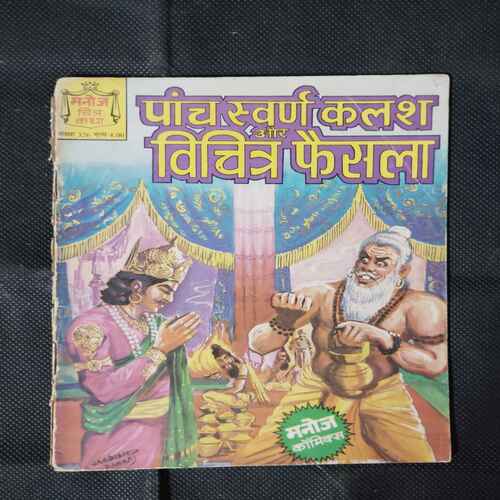 मनोज
चित्र
कथा
पांच स्वर्ण कलश
और
विचित्र फैसला
मनोज
कॉमिक्स